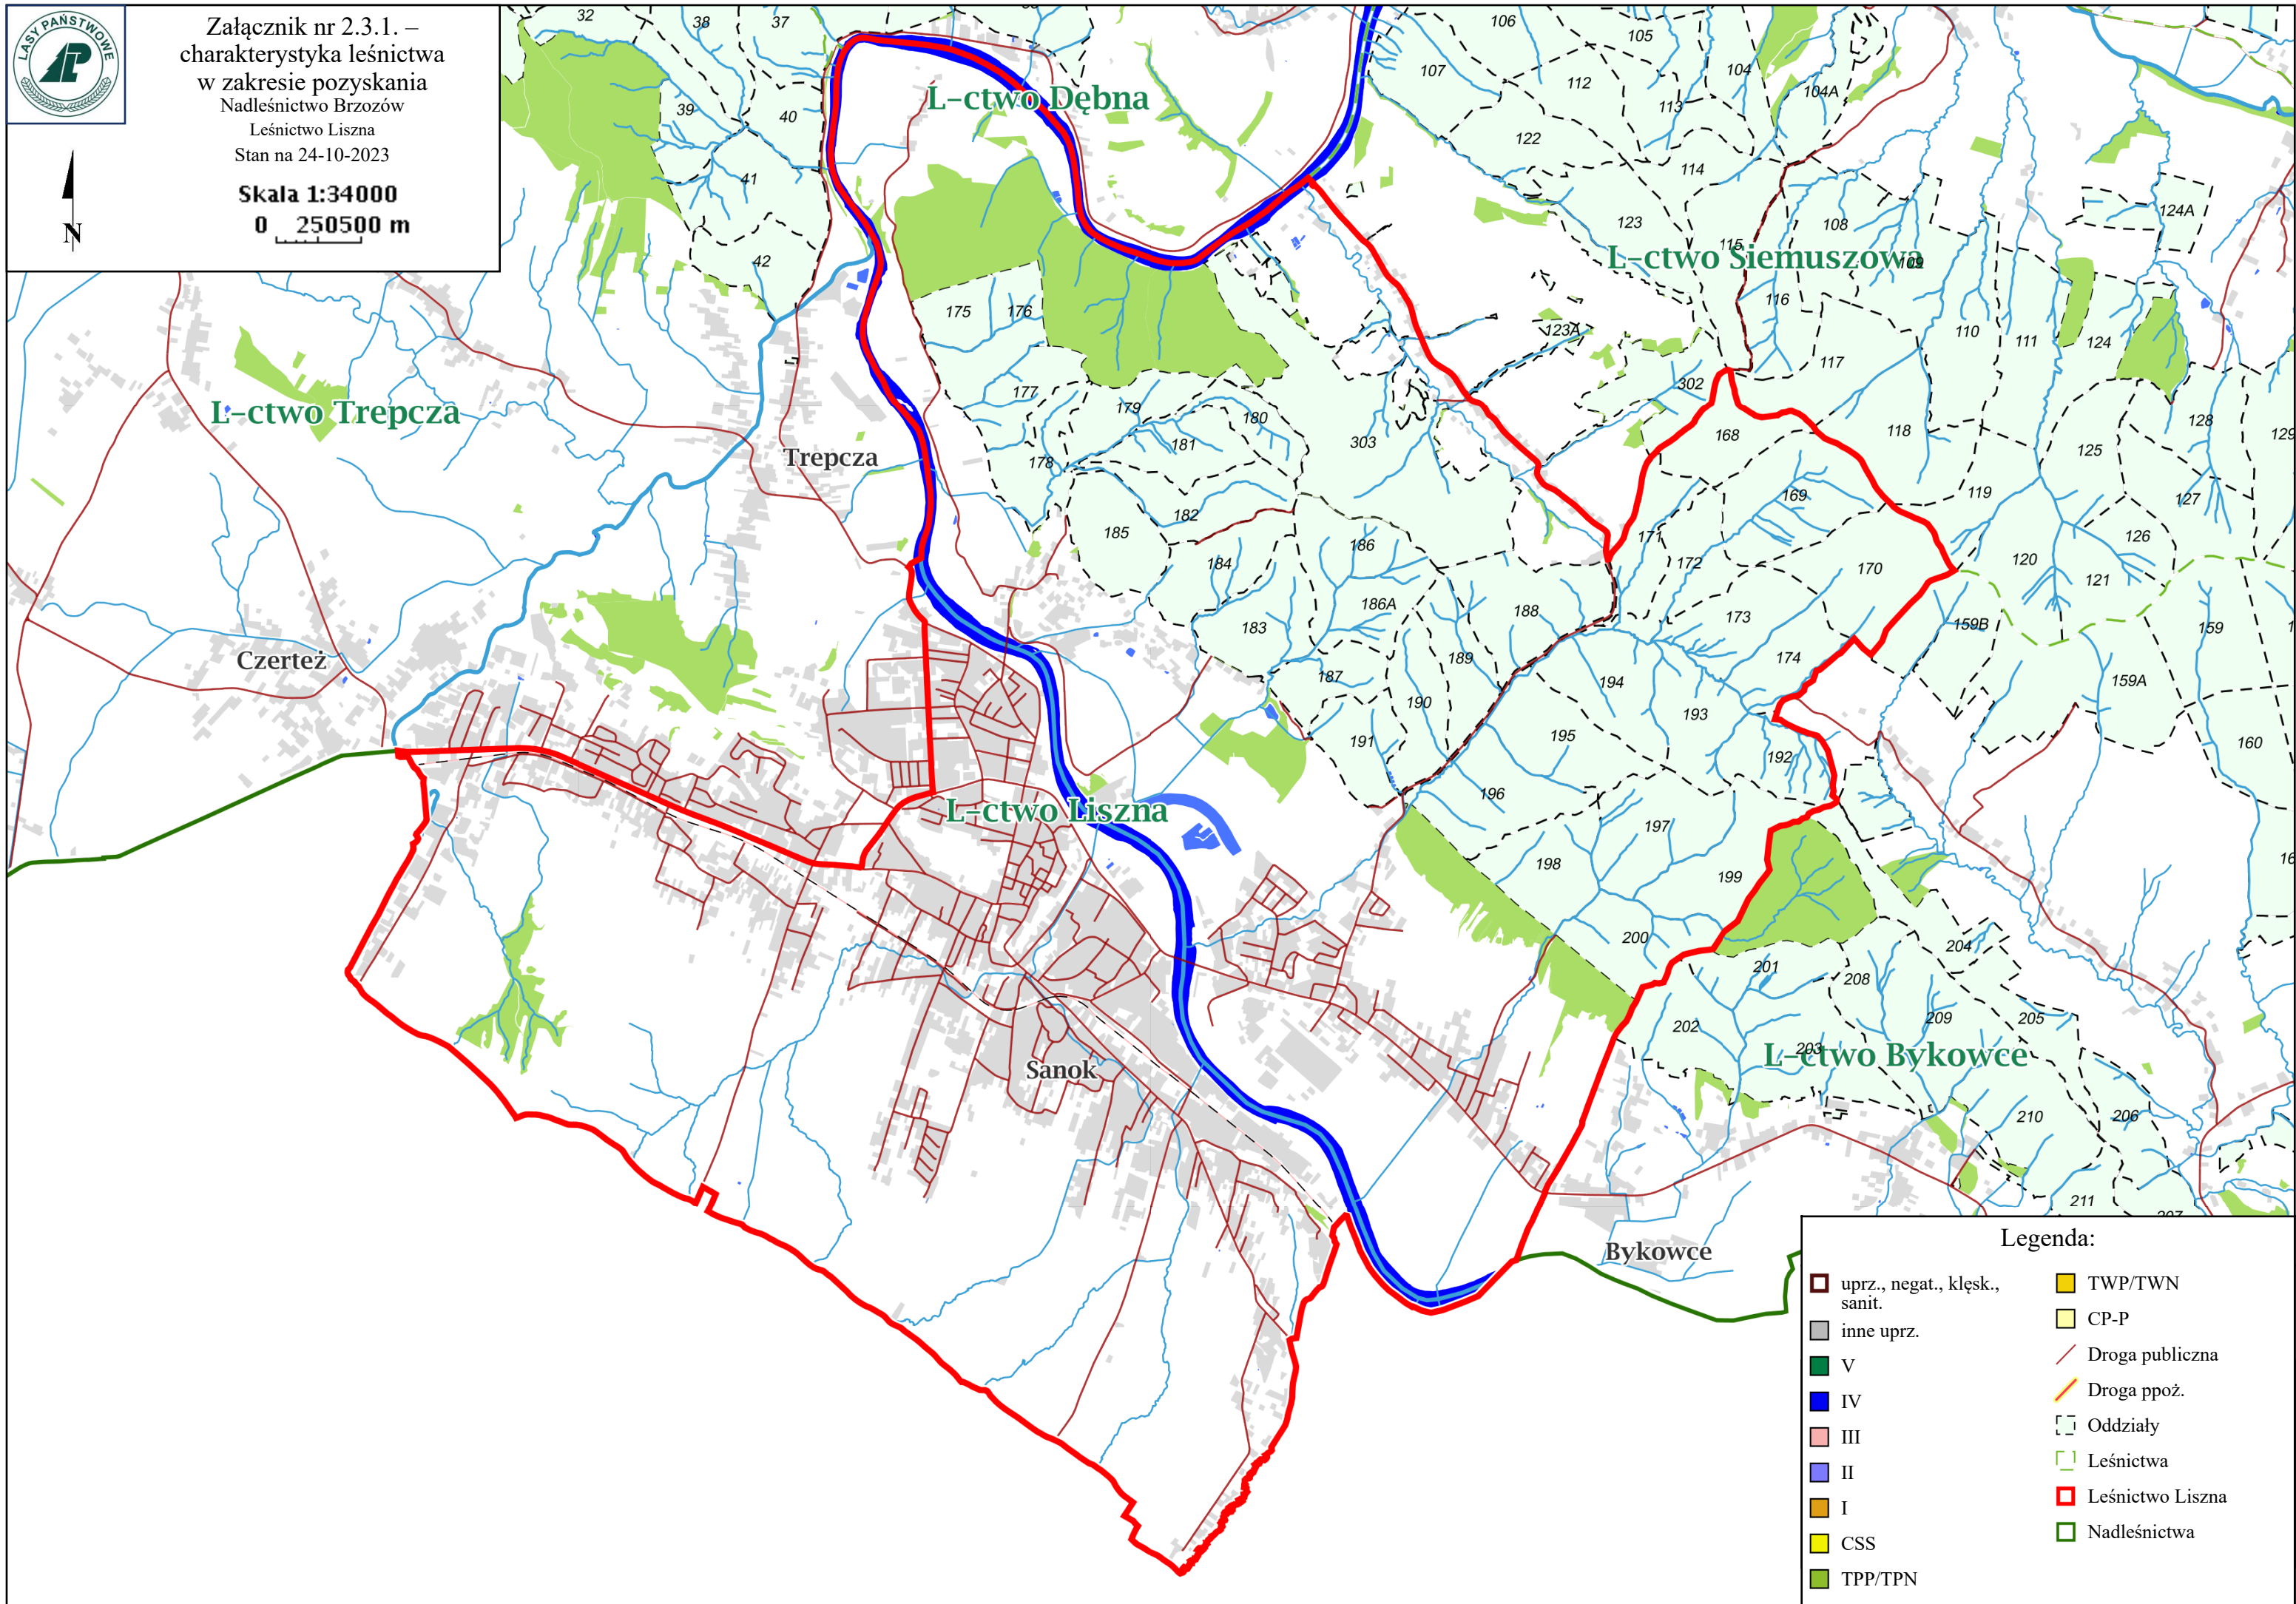 LASY PAŃSTWOWE
Załącznik nr 2.3.1. –
charakterystyka leśnictwa
w zakresie pozyskania
Nadleśnictwo Brzozów
Leśnictwo Liszna
Stan na 24-10-2023
Skala 1:34000
0 250500 m
N
32
38
37
39
40
41
42
L-ctwo Dębna
106
105
107
112
104
104A
113
122
114
123
108
115
L-ctwo Siemuszowa
109
116
124A
175
176
123A
110
111
124
117
302
177
179
180
181
303
178
168
118
125
128
129
L-ctwo Trepcza
Trepcza
169
119
127
185
182
186
171
172
170
120
126
121
184
186A
188
173
159B
159
183
189
174
187
194
159A
190
193
191
195
192
160
Czerteż
196
L-ctwo Liszna
197
198
199
16
200
204
201
208
202
209
205
203
L-ctwo Bykowce
Sanok
210
206
211
207
Bykowce
Legenda:
uprz., negat., klęsk.,
sanit.
inne uprz.
V
IV
III
II
I
CSS
TPP/TPN
TWP/TWN
CP-P
Droga publiczna
Droga ppoż.
Oddziały
Leśnictwa
Leśnictwo Liszna
Nadleśnictwa